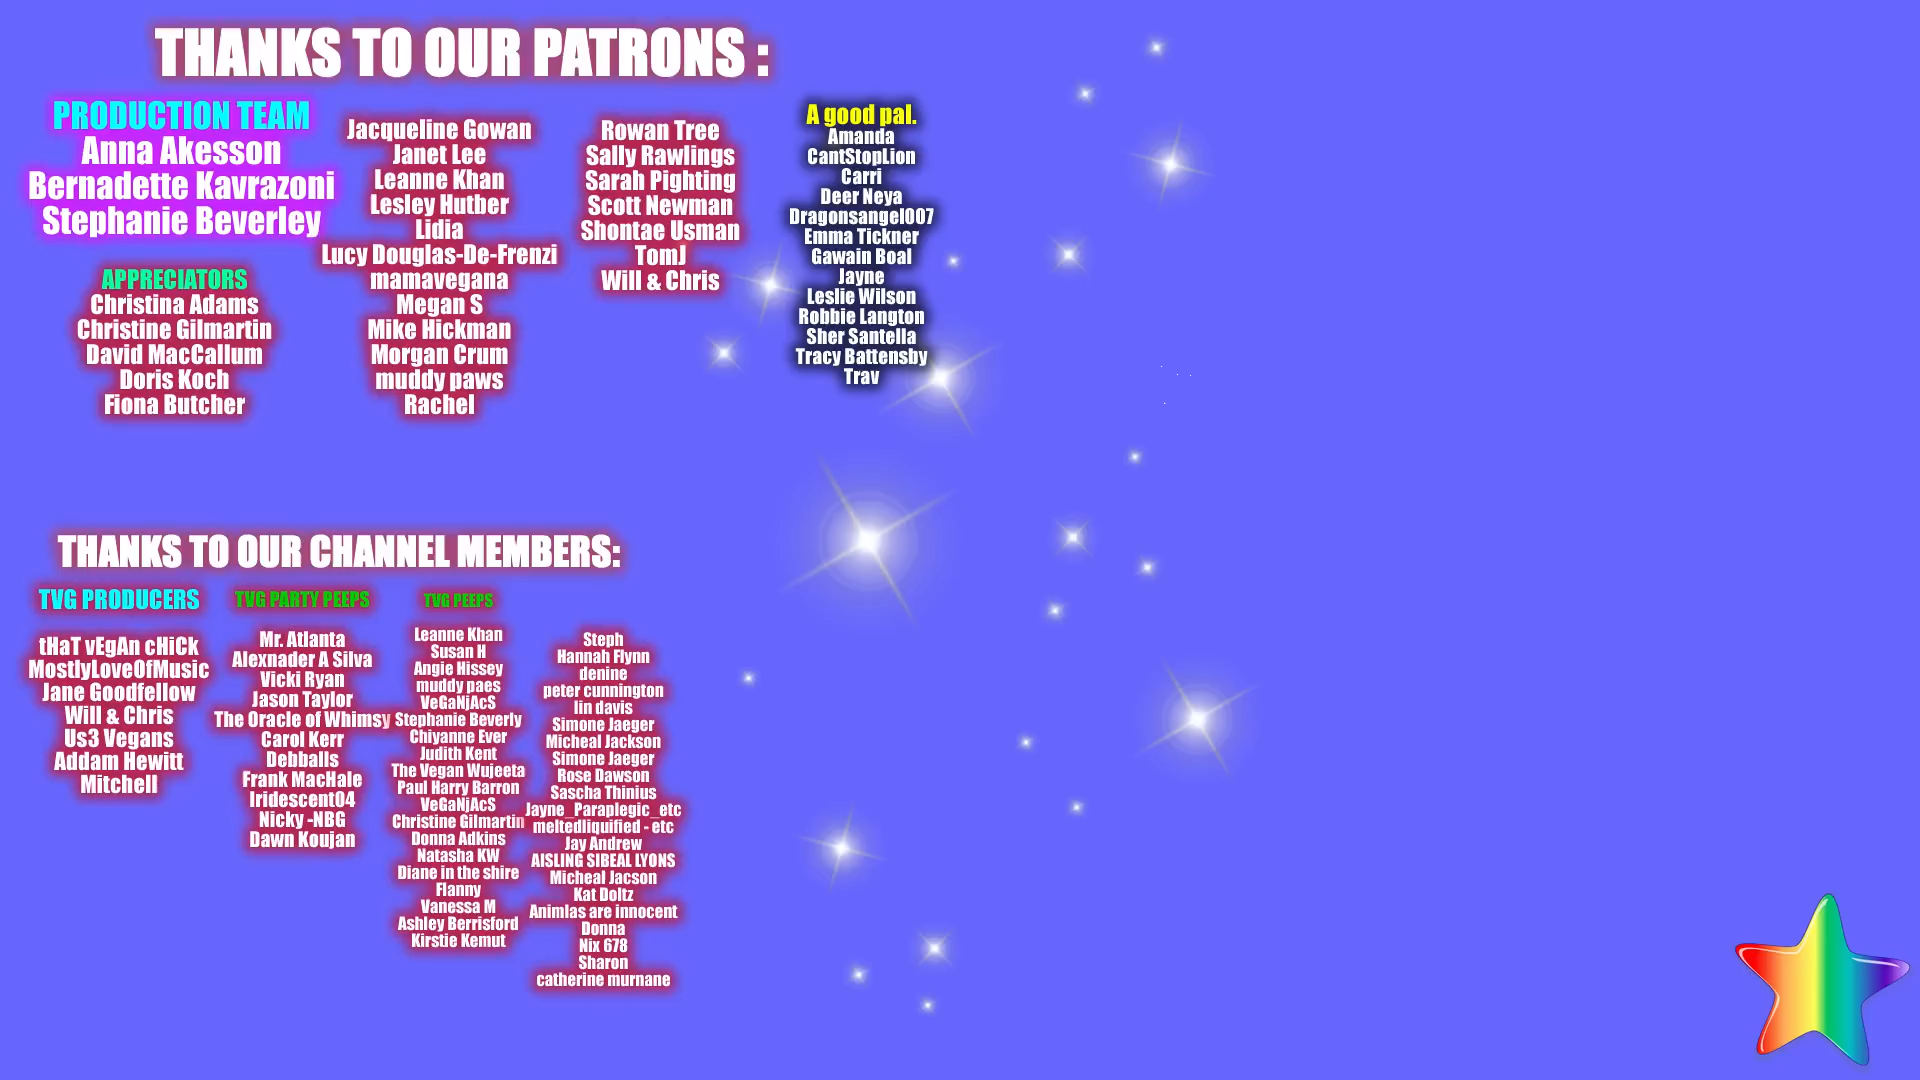 THANKS TO OUR PATRONS :
PRODUCTION TEAM
Anna Akesson
Bernadette Kavrazoni
Stephanie Beverley
APPRECIATORS
Christina Adams
Christine Gilmartin
David MacCallum
Doris Koch
Fiona Butcher
Jacqueline Gowan
Janet Lee
Leanne Khan
Lesley Hutber
Lidia
Lucy Douglas-De-Frenzi
mamavegana
Megan S
Mike Hickman
Morgan Crum
muddy paws
Rachel
Rowan Tree
Sally Rawlings
Sarah Pighting
Scott Newman
Shontae Usman
TomJ
Will & Chris
A good pal.
Amanda
CantStopLion
Carri
Deer Neya
Dragonsangel007
Emma Tickner
Gawain Boal
Jayne
Leslie Wilson
Robbie Langton
Sher Santella
Tracy Battensby
Trav
THANKS TO OUR CHANNEL MEMBERS:
TVG PRODUCERS
tHaT vEgAn cHiCk
MostlyLoveOfMusic
Jane Goodfellow
Will & Chris
Us3 Vegans
Addam Hewitt
Mitchell
TVG PARTY PEEPS
Mr. Atlanta
Alexnader A Silva
Vicki Ryan
Jason Taylor
The Oracle of Whimsy
Carol Kerr
Debballs
Frank MacHale
Iridescent04
Nicky -NBG
Dawn Koujan
TVG PEEPS
Leanne Khan
Susan H
Angie Hissey
muddy paes
VeGaNjAcS
Stephanie Beverly
Chiyanne Ever
Judith Kent
The Vegan Wujeeta
Paul Harry Barron
VeGaNjAcS
Christine Gilmartin
Donna Adkins
Natasha KW
Diane in the shire
Flanny
Vanessa M
Ashley Berrisford
Kirstie Kemut
Steph
Hannah Flynn
denine
peter cunnington
lin davis
Simone Jaeger
Micheal Jackson
Simone Jaeger
Rose Dawson
Sascha Thinius
Jayne_Paraplegic_etc
meltedliquified - etc
Jay Andrew
AISLING SIBEAL LYONS
Micheal Jacson
Kat Doltz
Animlas are innocent
Donna
Nix 678
Sharon
catherine murnane